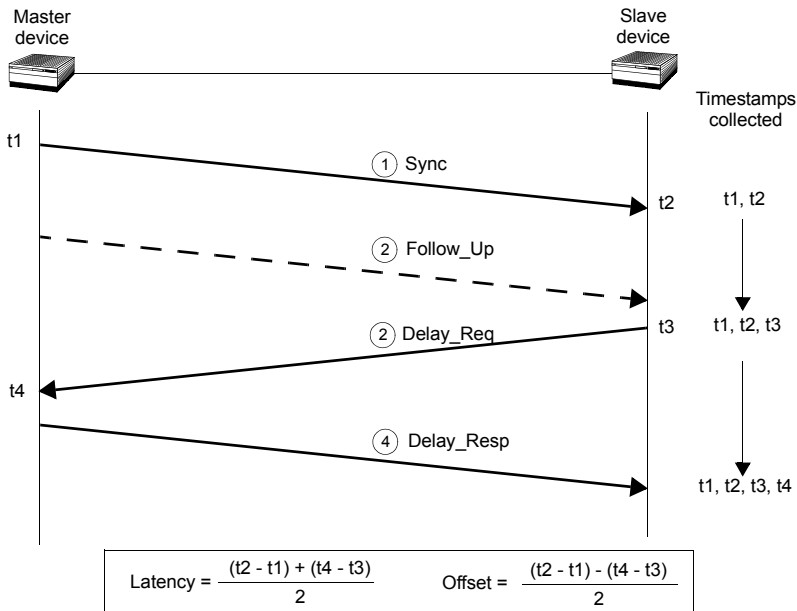 Master
device
Slave
device
Timestamps
collected
t1
1 Sync
t2
t1, t2
2 Follow_Up
t3
t1, t2, t3
2 Delay_Req
t4
4 Delay_Resp
t1, t2, t3, t4
Latency = (t2 - t1) + (t4 - t3) / 2
Offset = (t2 - t1) - (t4 - t3) / 2